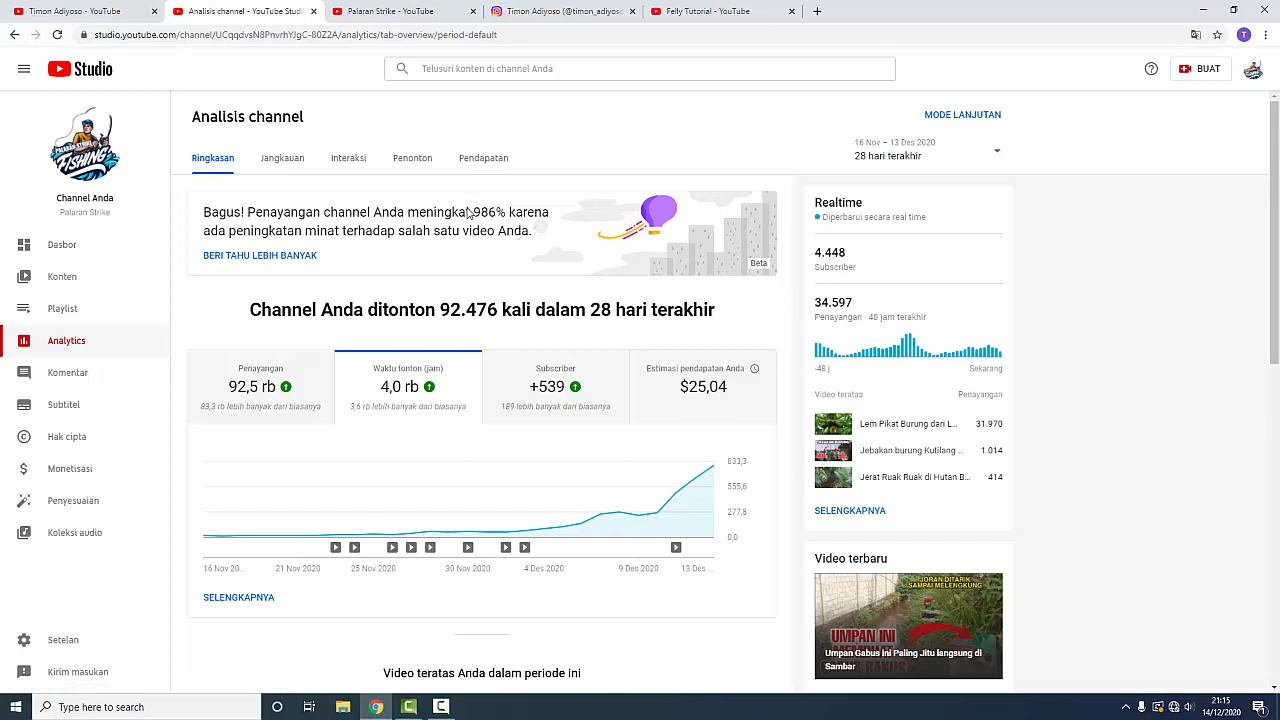 Timon Adiyoso - YouTube
Analisis channel - YouTube Studi
Palaran Strike - YouTube
Timon Adiyoso (@timon_adiyos
Felly Tutorial - YouTube
studio.youtube.com/channel/UCqqdvsN8PnvrhYJgC-80Z2A/analytics/tab-overview/period-default
T
Studio
Telusuri konten di channel Anda
BUAT
PALARAN STRIKE
FISHING
Channel Anda
Palaran Strike
Dasbor
Konten
Playlist
Analytics
Komentar
Subtitel
Hak cipta
Monetisasi
Penyesuaian
Koleksi audio
Setelan
Kirim masukan
Analisis channel
MODE LANJUTAN
Ringkasan
Jangkauan
Interaksi
Penonton
Pendapatan
16 Nov – 13 Des 2020
28 hari terakhir
Bagus! Penayangan channel Anda meningkat 986% karena
ada peningkatan minat terhadap salah satu video Anda.
BERI TAHU LEBIH BANYAK
Beta
Channel Anda ditonton 92.476 kali dalam 28 hari terakhir
Penayangan
92,5 rb
83,3 rb lebih banyak dari biasanya
Waktu tonton (jam)
4,0 rb
3,6 rb lebih banyak dari biasanya
Subscriber
+539
189 lebih banyak dari biasanya
Estimasi pendapatan Anda
$25,04
833,3
555,6
277,8
0,0
16 Nov 20...
21 Nov 2020
25 Nov 2020
30 Nov 2020
4 Des 2020
9 Des 2020
13 Des ...
SELENGKAPNYA
Video teratas Anda dalam periode ini
Realtime
Diperbarui secara real time
4.448
Subscriber
34.597
Penayangan · 48 jam terakhir
-48 j
Sekarang
Video teratas
Penayangan
Lem Pikat Burung dari L...
31.970
Jebakan burung Kutilang ...
1.014
Jerat Ruak Ruak di Hutan B...
414
SELENGKAPNYA
Video terbaru
JORAN DITARIK
SAMPAI MELENGKUNG
UMPAN INI
Umpan Gabus ini Paling Jitu langsung di
Sambar
Type here to search
21:15
14/12/2020